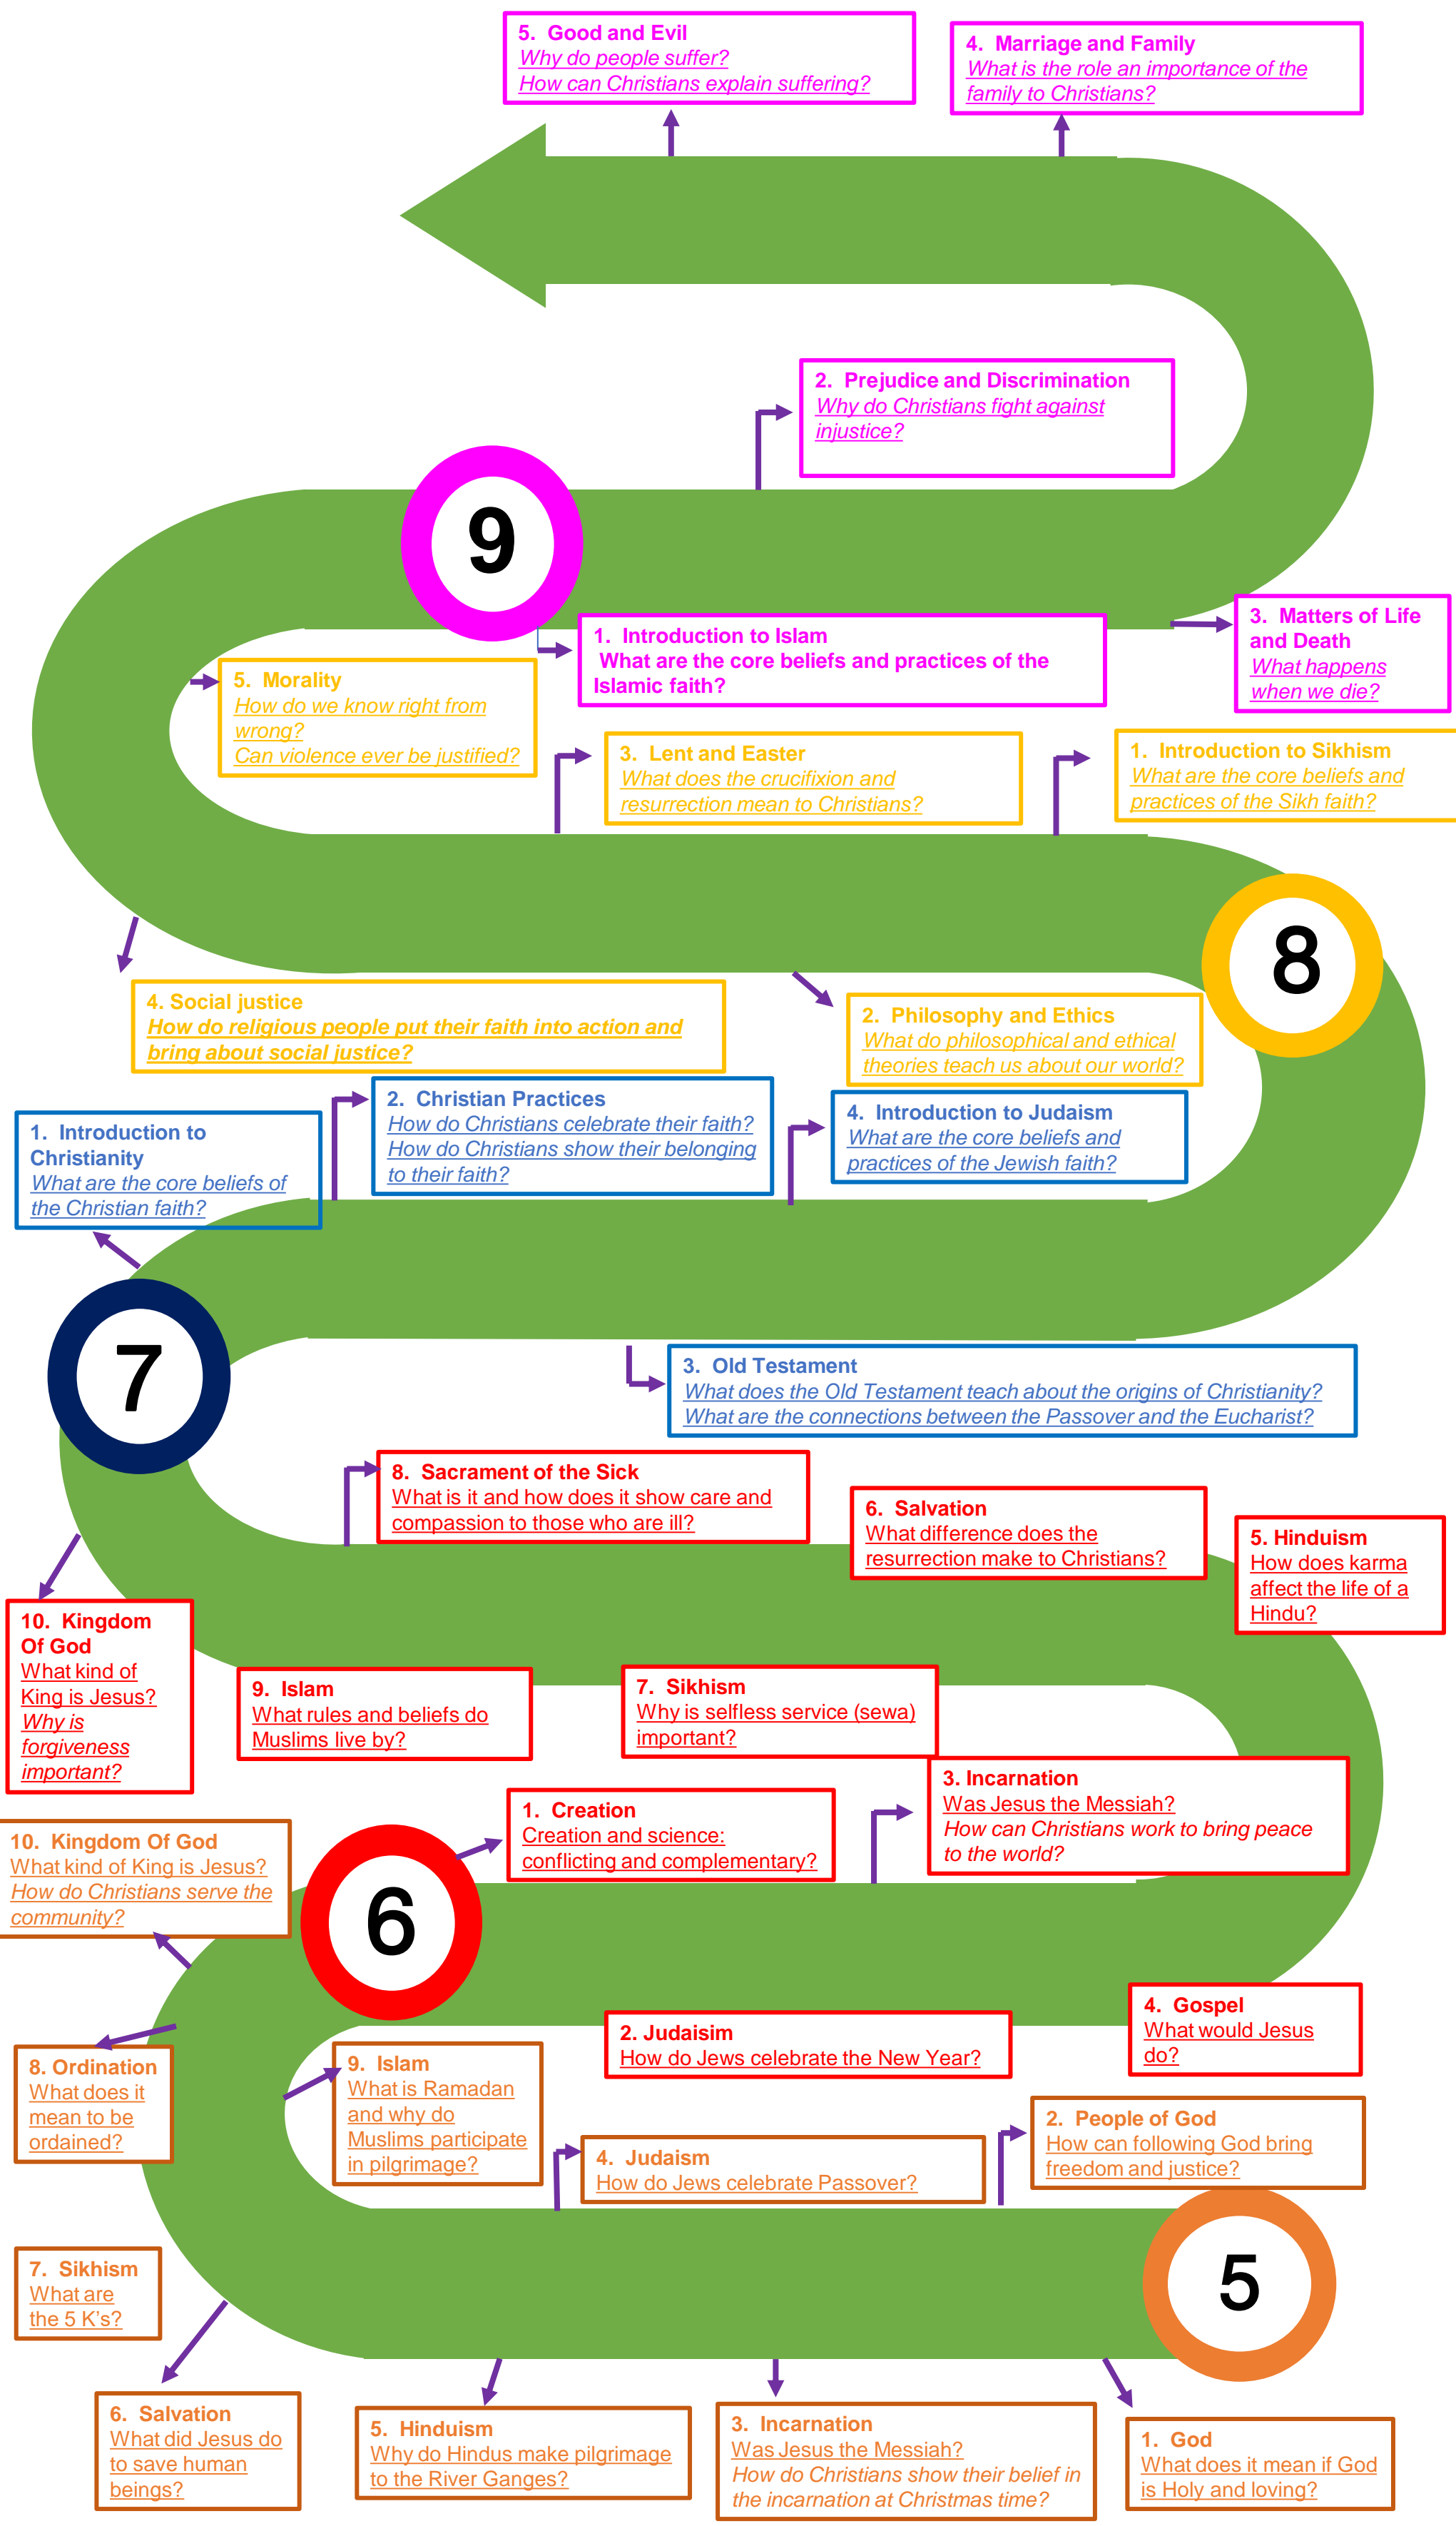 5. Good and Evil
Why do people suffer?
How can Christians explain suffering?
4. Marriage and Family
What is the role an importance of the
family to Christians?
2. Prejudice and Discrimination
Why do Christians fight against
injustice?
9
1. Introduction to Islam
What are the core beliefs and practices of the
Islamic faith?
3. Matters of Life
and Death
What happens
when we die?
5. Morality
How do we know right from
wrong?
Can violence ever be justified?
3. Lent and Easter
What does the crucifixion and
resurrection mean to Christians?
1. Introduction to Sikhism
What are the core beliefs and
practices of the Sikh faith?
8
4. Social justice
How do religious people put their faith into action and
bring about social justice?
2. Philosophy and Ethics
What do philosophical and ethical
theories teach us about our world?
1. Introduction to
Christianity
What are the core beliefs of
the Christian faith?
2. Christian Practices
How do Christians celebrate their faith?
How do Christians show their belonging
to their faith?
4. Introduction to Judaism
What are the core beliefs and
practices of the Jewish faith?
7
3. Old Testament
What does the Old Testament teach about the origins of Christianity?
What are the connections between the Passover and the Eucharist?
8. Sacrament of the Sick
What is it and how does it show care and
compassion to those who are ill?
6. Salvation
What difference does the
resurrection make to Christians?
5. Hinduism
How does karma
affect the life of a
Hindu?
10. Kingdom
Of God
What kind of
King is Jesus?
Why is
forgiveness
important?
9. Islam
What rules and beliefs do
Muslims live by?
7. Sikhism
Why is selfless service (sewa)
important?
3. Incarnation
Was Jesus the Messiah?
How can Christians work to bring peace
to the world?
1. Creation
Creation and science:
conflicting and complementary?
10. Kingdom Of God
What kind of King is Jesus?
How do Christians serve the
community?
6
2. Judaisim
How do Jews celebrate the New Year?
4. Gospel
What would Jesus
do?
8. Ordination
What does it
mean to be
ordained?
9. Islam
What is Ramadan
and why do
Muslims participate
in pilgrimage?
4. Judaism
How do Jews celebrate Passover?
2. People of God
How can following God bring
freedom and justice?
5
7. Sikhism
What are
the 5 K's?
6. Salvation
What did Jesus do
to save human
beings?
5. Hinduism
Why do Hindus make pilgrimage
to the River Ganges?
3. Incarnation
Was Jesus the Messiah?
How do Christians show their belief in
the incarnation at Christmas time?
1. God
What does it mean if God
is Holy and loving?